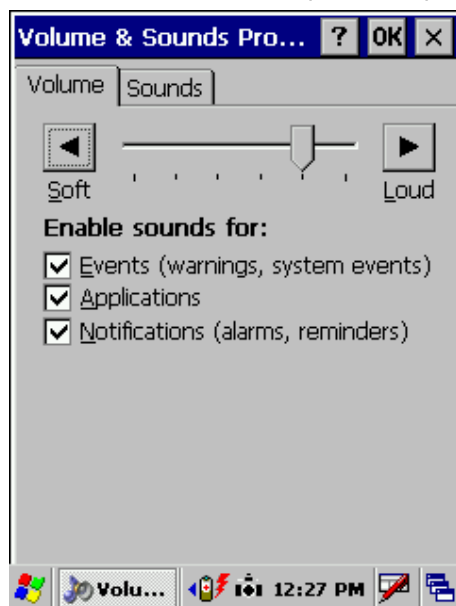 Volume & Sounds Pro... ? OK ×
Volume Sounds
Soft Loud
Enable sounds for:
Events (warnings, system events)
Applications
Notifications (alarms, reminders)
Volu... 12:27 PM